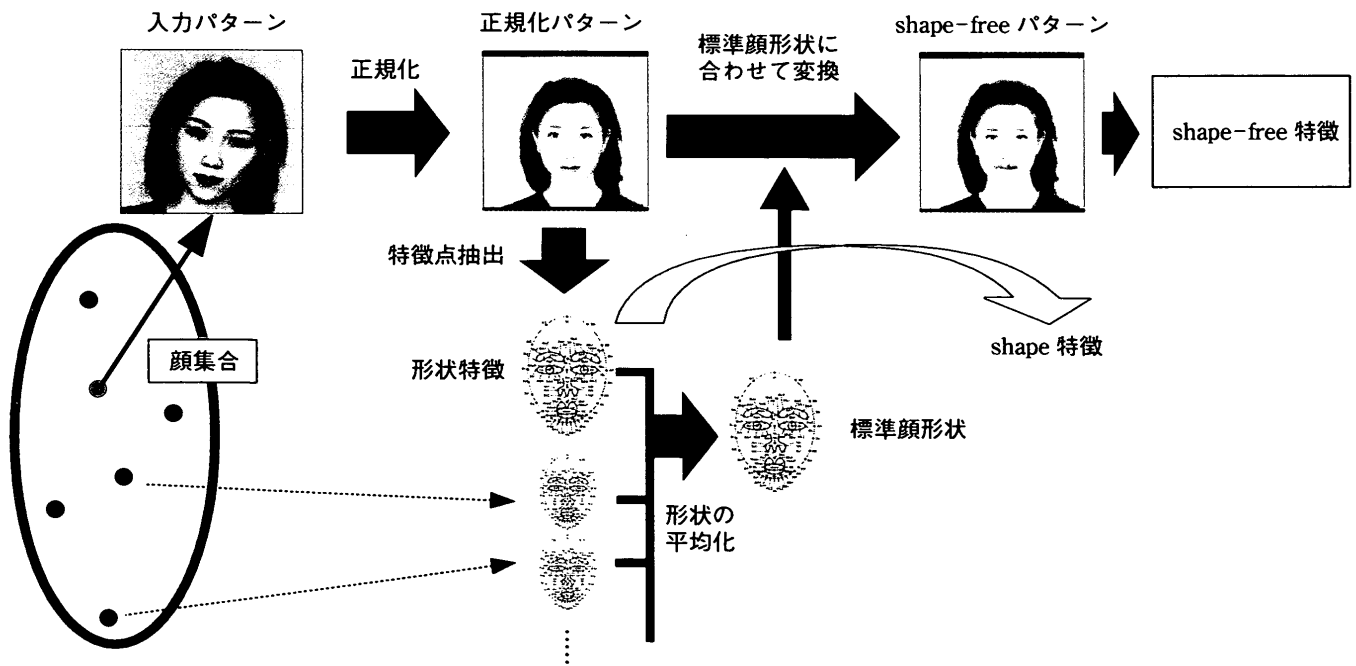 入力パターン
正規化
正規化パターン
標準顔形状に
合わせて変換
shape-free パターン
shape-free 特徴
特徴点抽出
顔集合
形状特徴
shape 特徴
標準顔形状
形状の
平均化